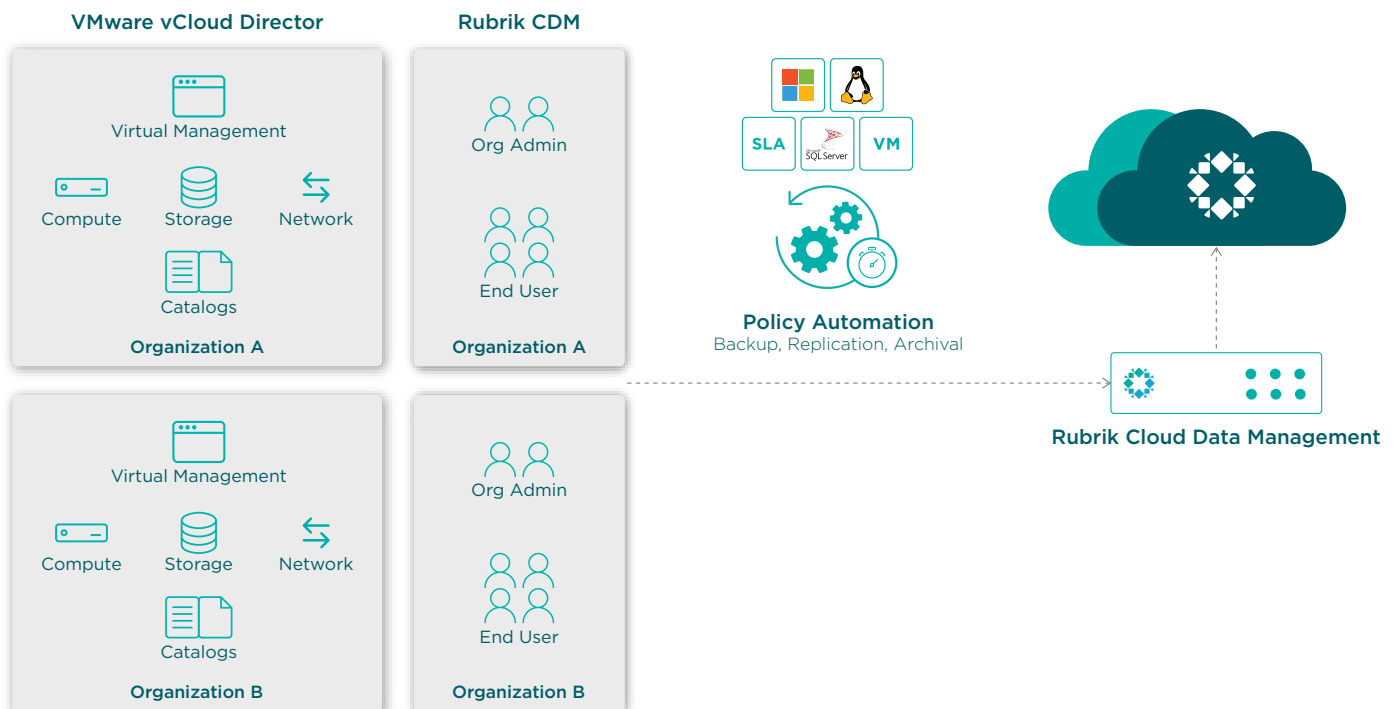 VMware vCloud Director
Virtual Management
Compute Storage Network
Catalogs
Organization A
Rubrik CDM
Org Admin
End User
Organization A
Virtual Management
Compute Storage Network
Catalogs
Organization B
Org Admin
End User
Organization B
SLA
Microsoft
SQL Server
VM
Policy Automation
Backup, Replication, Archival
Rubrik Cloud Data Management